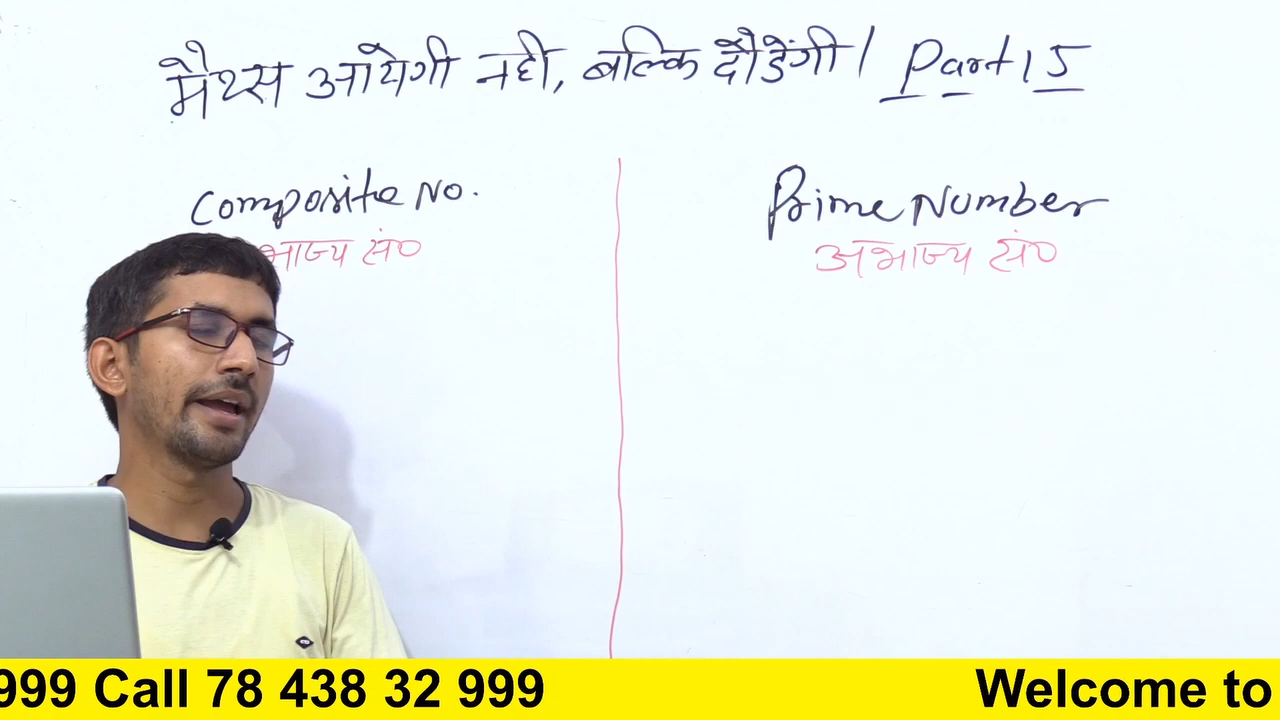 मैथ्स आयेगी नही, बल्कि दौडेंगी। Part 15
Composite No.
Prime Number
भाज्य सं०
अभाज्य सं०
999 Call 78 438 32 999
Welcome to